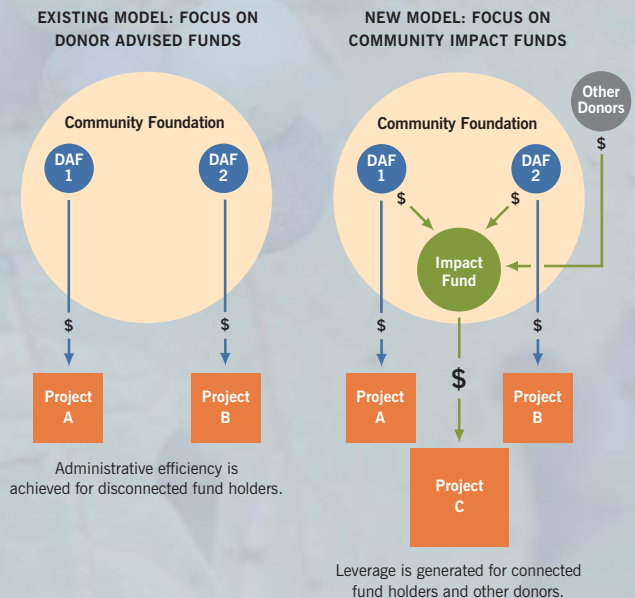 EXISTING MODEL: FOCUS ON
DONOR ADVISED FUNDS
Community Foundation
DAF
1
DAF
2
$
$
Project
A
Project
B
Administrative efficiency is
achieved for disconnected fund holders.
NEW MODEL: FOCUS ON
COMMUNITY IMPACT FUNDS
Other
Donors
$
Community Foundation
DAF
1
DAF
2
$
$
Impact
Fund
$
$
$
Project
A
Project
B
Project
C
Leverage is generated for connected
fund holders and other donors.